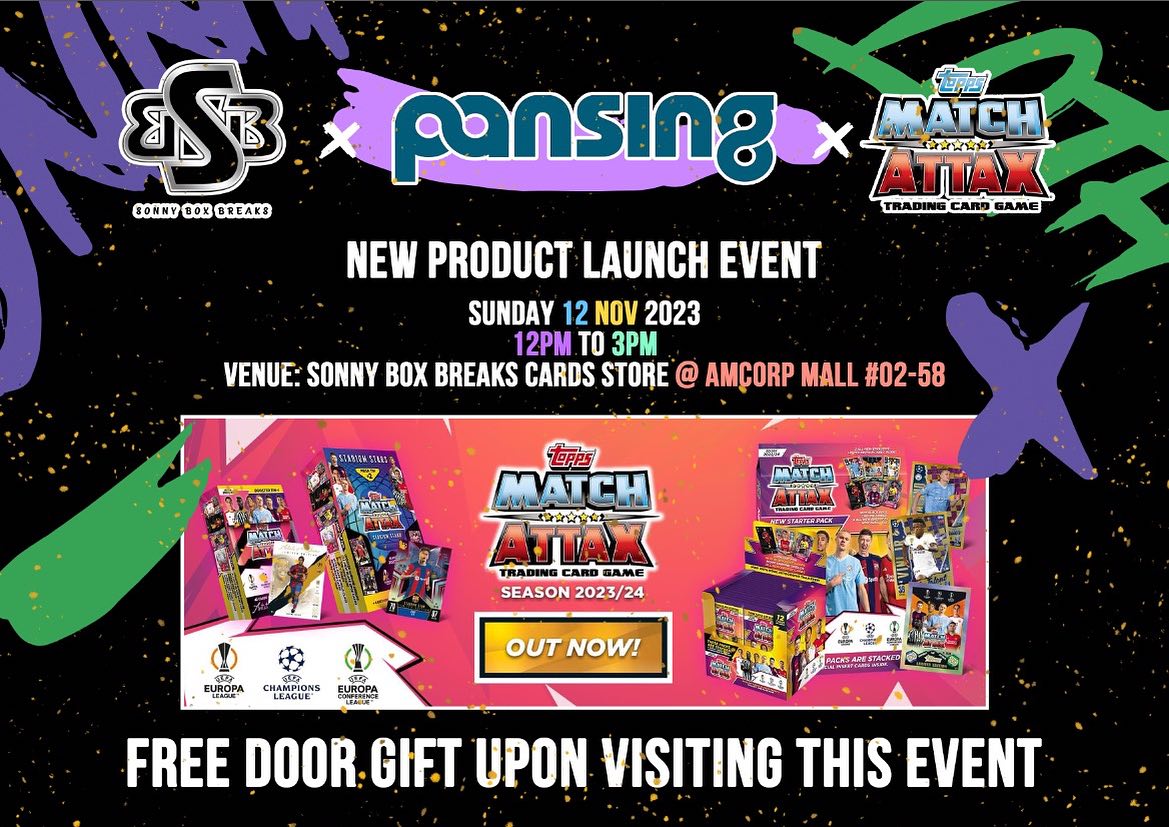 SBB
SONNY BOX BREAKS
X
pansing
X
topps
MATCH
ATTAX
TRADING CARD GAME
NEW PRODUCT LAUNCH EVENT
SUNDAY 12 NOV 2023
12PM TO 3PM
VENUE: SONNY BOX BREAKS CARDS STORE @ AMCORP MALL #02-58
STADIUM STARS
topps
MATCH
ATTAX
TRADING CARD GAME
SEASON 2023/24
OUT NOW!
UEFA
EUROPA
LEAGUE
UEFA
CHAMPIONS
LEAGUE
UEFA
EUROPA
CONFERENCE
LEAGUE
MATCH
ATTAX
TRADING CARD GAME
NEW STARTER PACK
PACKS ARE STACKED
FREE DOOR GIFT UPON VISITING THIS EVENT